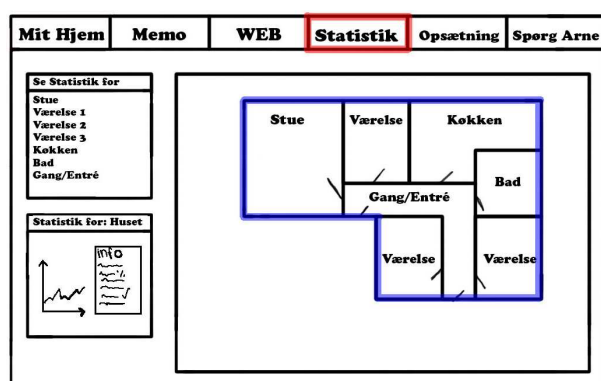 Mit Hjem Memo WEB Statistik Opsætning Spørg Arne
Se Statistik for
Stue
Værelse 1
Værelse 2
Værelse 3
Køkken
Bad
Gang/Entré
Statistik for: Huset
info
Stue Værelse Køkken
Bad
Gang/Entré
Værelse Værelse